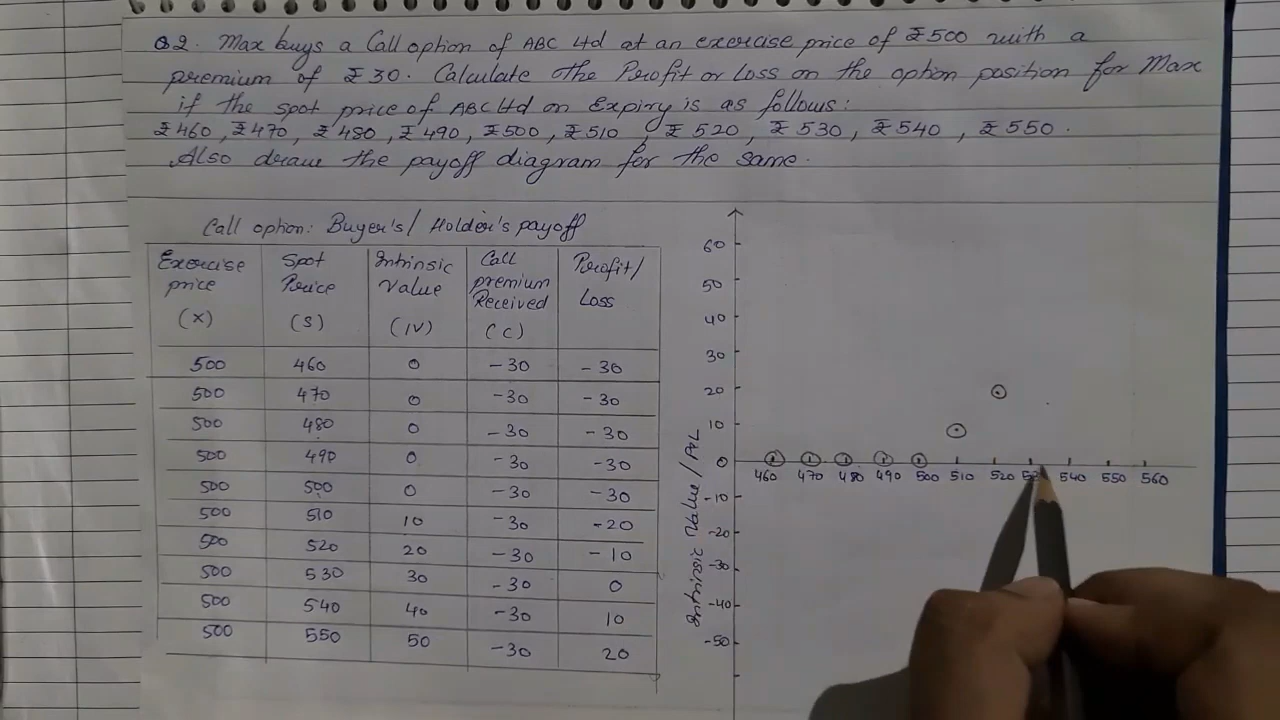 Q2. Max buys a Call option of ABC Ltd at an exercise price of ₹500 with a
premium of ₹30. Calculate the Profit or Loss on the option position for Max
if the spot price of ABC Ltd on Expiry is as follows:
₹460, ₹470, ₹480, ₹490, ₹500, ₹510, ₹520, ₹530, ₹540, ₹550.
Also draw the payoff diagram for the same.
Call option: Buyer's/ Holder's payoff
Exercise price (X) Spot Price (S) Intrinsic Value (IV) Call premium Received (C) Profit/ Loss
500 460 0 -30 -30
500 470 0 -30 -30
500 480 0 -30 -30
500 490 0 -30 -30
500 500 0 -30 -30
500 510 10 -30 -20
500 520 20 -30 -10
500 530 30 -30 0
500 540 40 -30 10
500 550 50 -30 20
Intrinsic Value / P/L
60
50
40
30
20
10
0
460 470 480 490 500 510 520 540 550 560
-10
-20
-30
-40
-50